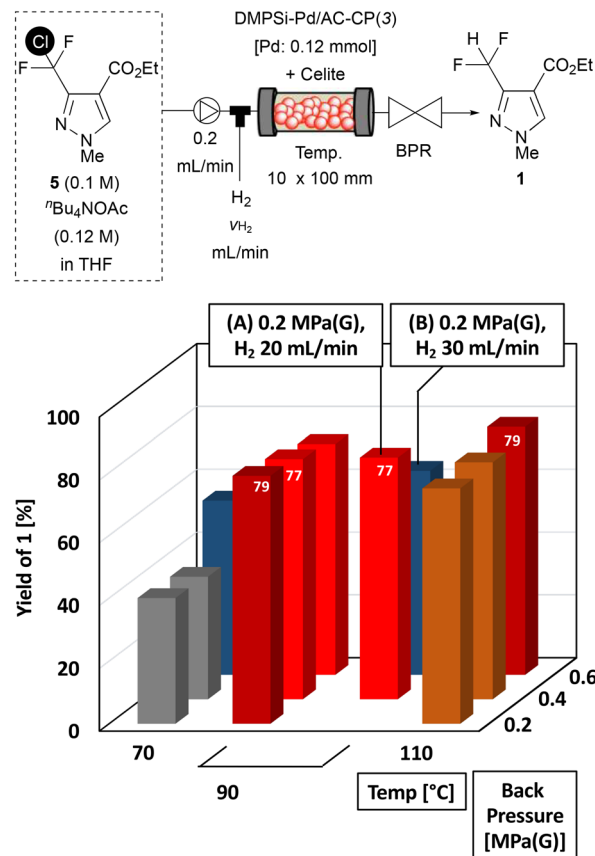 DMPSi-Pd/AC-CP(3)
[Pd: 0.12 mmol]
+ Celite
Cl
F
F
CO₂Et
N
N
Me
5 (0.1 M)
ⁿBu₄NOAc
(0.12 M)
in THF
0.2
mL/min
H₂
νH₂
mL/min
Temp.
10 x 100 mm
BPR
H
F
F
CO₂Et
N
N
Me
1
(A) 0.2 MPa(G),
H₂ 20 mL/min
(B) 0.2 MPa(G),
H₂ 30 mL/min
Yield of 1 [%]
100
80
60
40
20
0
79
77
77
79
70
90
110
0.2
0.4
0.6
Temp [°C]
Back
Pressure
[MPa(G)]